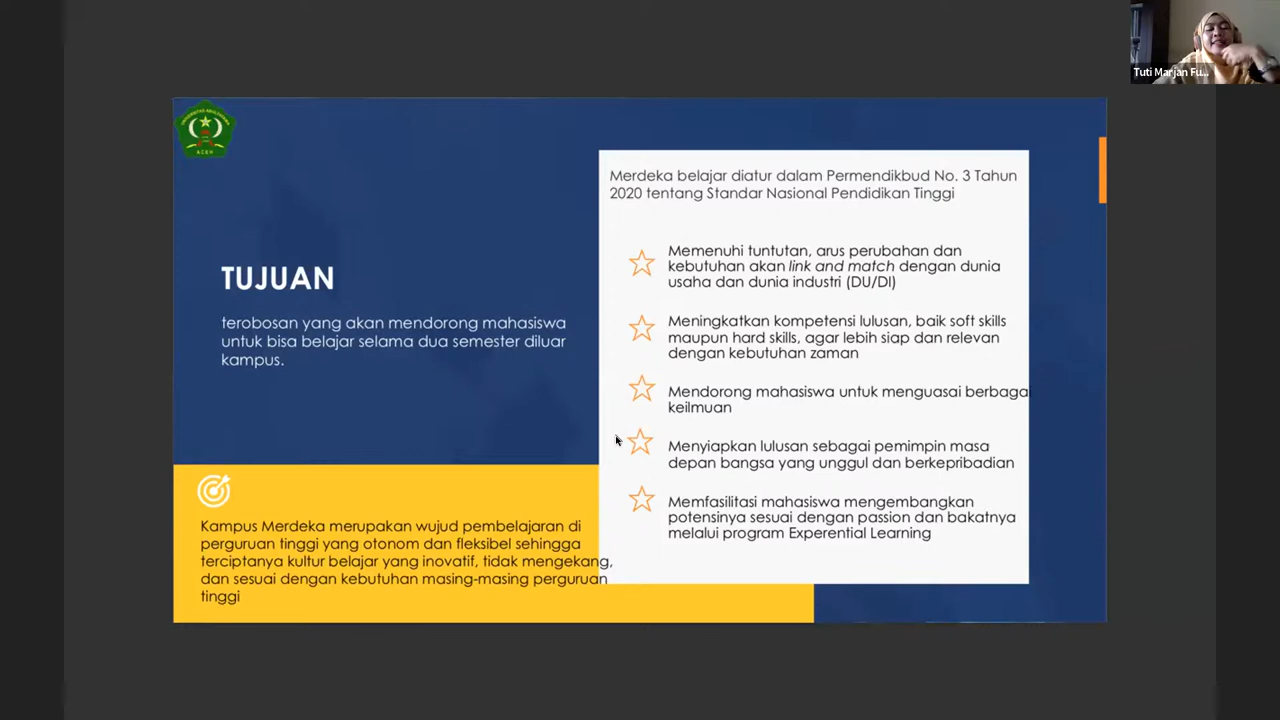 Tuti Marjan Fu...
ACEH
TUJUAN
terobosan yang akan mendorong mahasiswa
untuk bisa belajar selama dua semester diluar
kampus.
Kampus Merdeka merupakan wujud pembelajaran di
perguruan tinggi yang otonom dan fleksibel sehingga
terciptanya kultur belajar yang inovatif, tidak mengekang,
dan sesuai dengan kebutuhan masing-masing perguruan
tinggi
Merdeka belajar diatur dalam Permendikbud No. 3 Tahun
2020 tentang Standar Nasional Pendidikan Tinggi
Memenuhi tuntutan, arus perubahan dan
kebutuhan akan link and match dengan dunia
usaha dan dunia industri (DU/DI)
Meningkatkan kompetensi lulusan, baik soft skills
maupun hard skills, agar lebih siap dan relevan
dengan kebutuhan zaman
Mendorong mahasiswa untuk menguasai berbagai
keilmuan
Menyiapkan lulusan sebagai pemimpin masa
depan bangsa yang unggul dan berkepribadian
Memfasilitasi mahasiswa mengembangkan
potensinya sesuai dengan passion dan bakatnya
melalui program Experential Learning